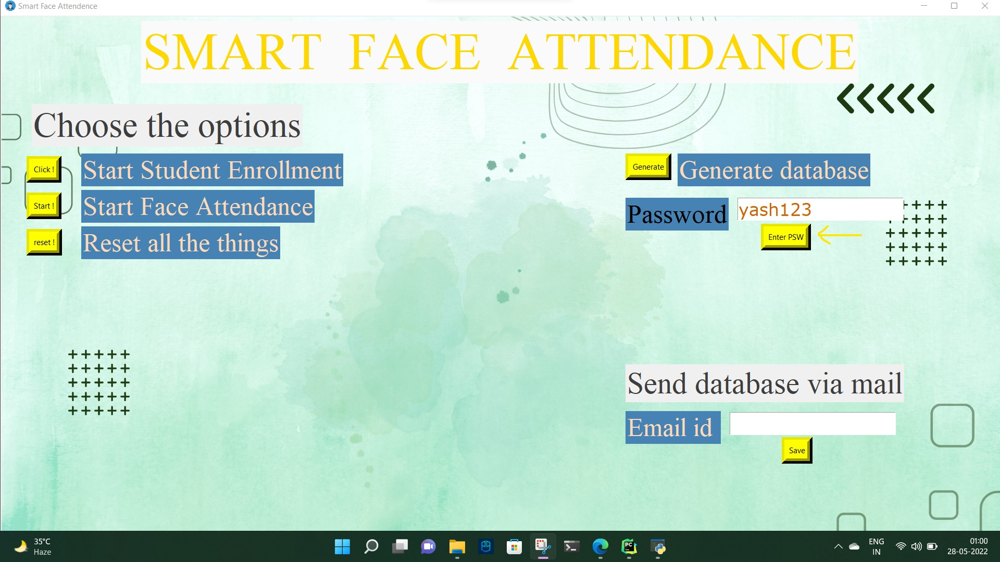 Smart Face Attendence
SMART FACE ATTENDANCE
Choose the options
Click !
Start Student Enrollment
Start !
Start Face Attendance
reset !
Reset all the things
Generate
Generate database
Password
yash123
Enter PSW
Send database via mail
Email id
Save
35°C
Haze
PC
ENG
IN
01:00
28-05-2022